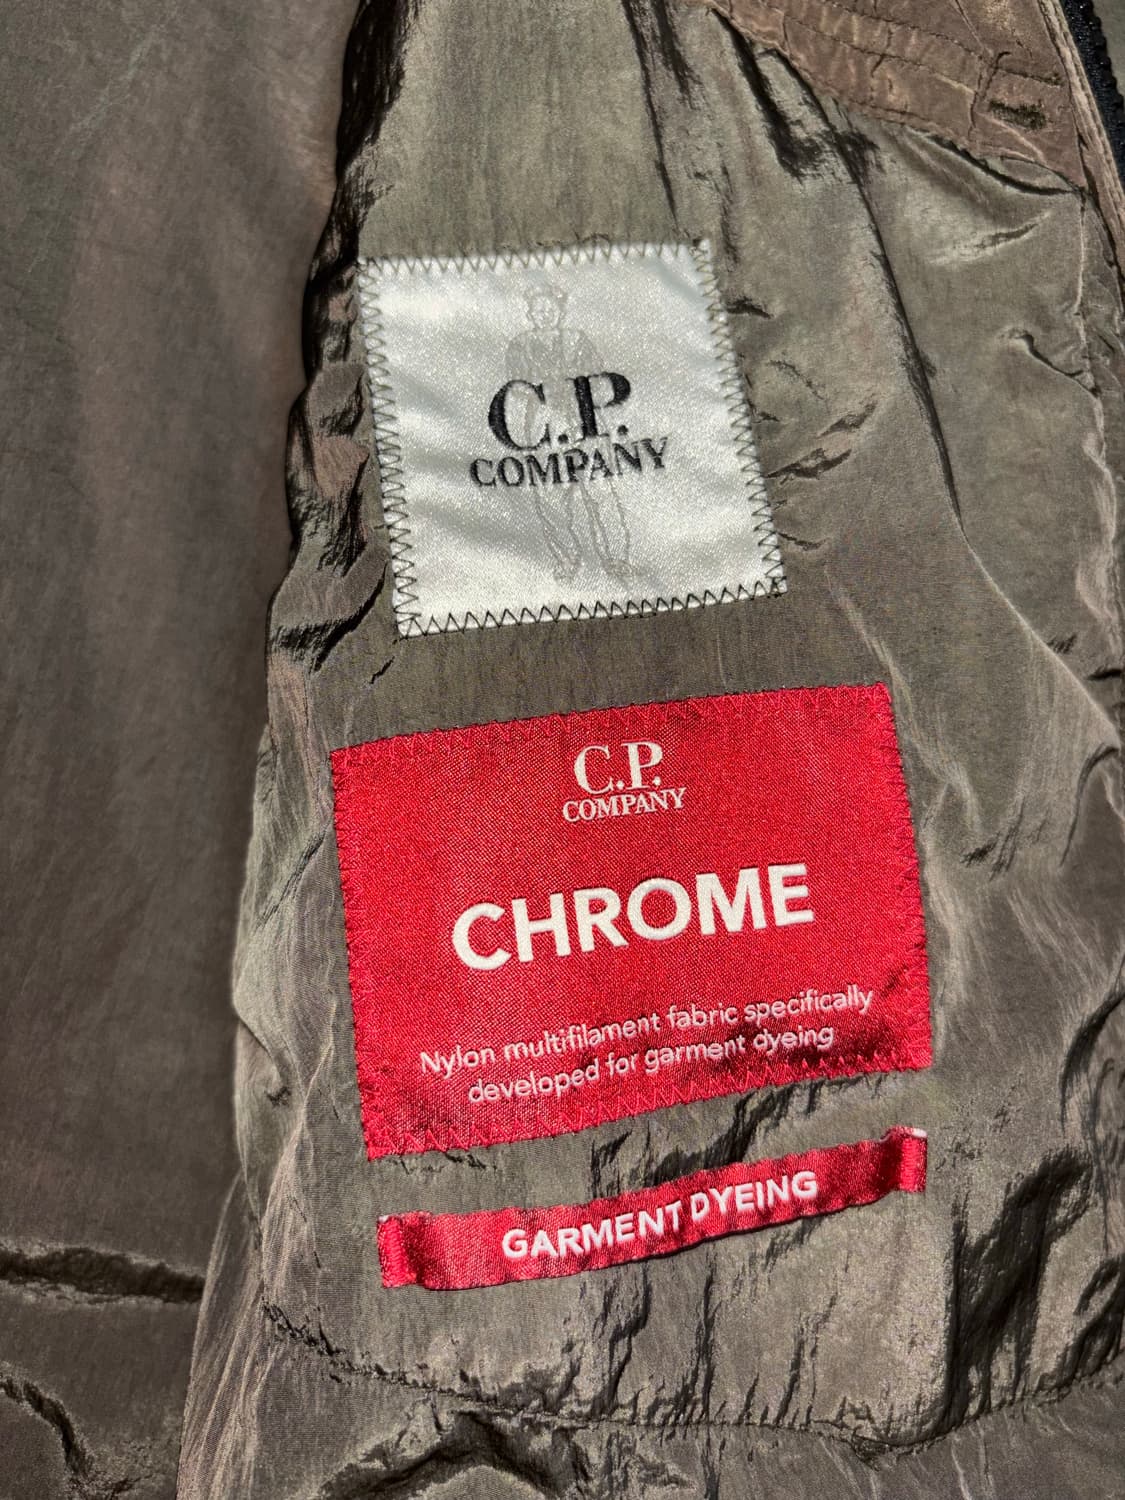 C.P.
COMPANY
C.P.
COMPANY
CHROME
Nylon multifilament fabric specifically
developed for garment dyeing
GARMENT DYEING